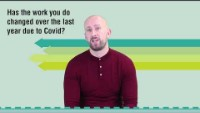 Has the work you do
changed over the last
year due to Covid?